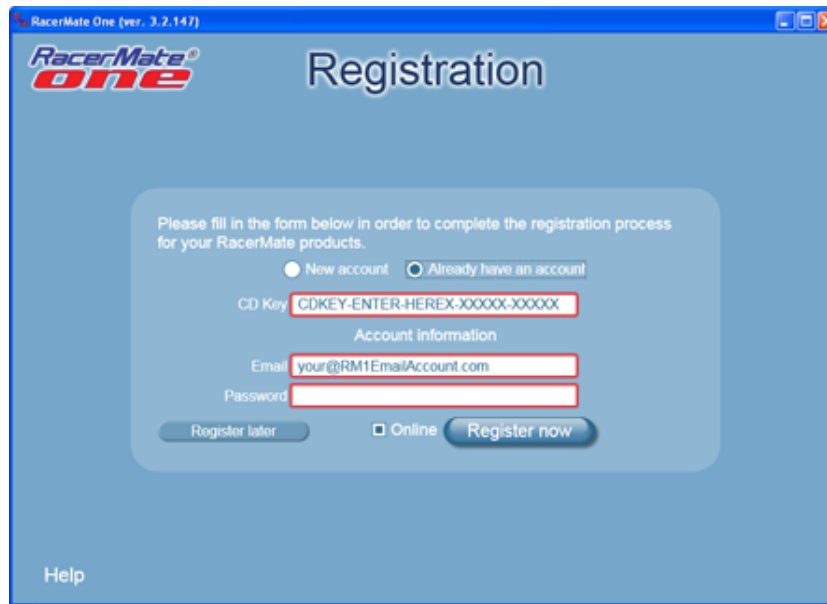 RacerMate One (ver. 3.2.147)
RacerMate®
one
Registration
Please fill in the form below in order to complete the registration process
for your RacerMate products.
New account Already have an account
CD Key CDKEY-ENTER-HEREX-XXXXX-XXXXX
Account information
Email your@RM1EmailAccount.com
Password
Register later Online Register now
Help